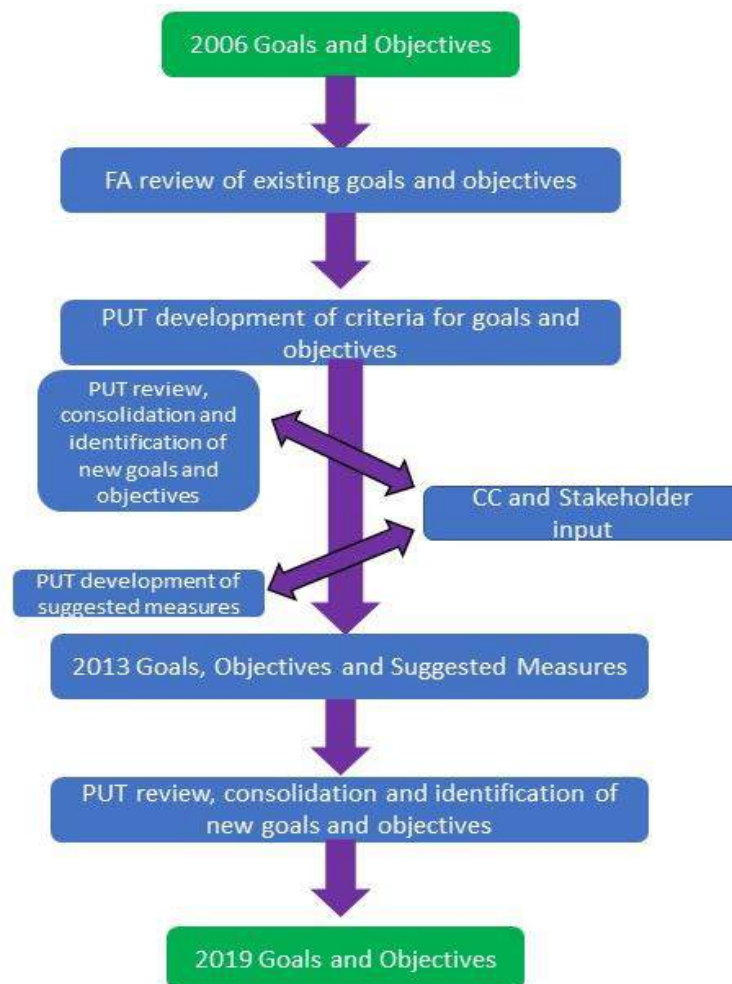 2006 Goals and Objectives
FA review of existing goals and objectives
PUT development of criteria for goals and
objectives
PUT review,
consolidation and
identification of
new goals and
objectives
CC and Stakeholder
input
PUT development of
suggested measures
2013 Goals, Objectives and Suggested Measures
PUT review, consolidation and identification of
new goals and objectives
2019 Goals and Objectives